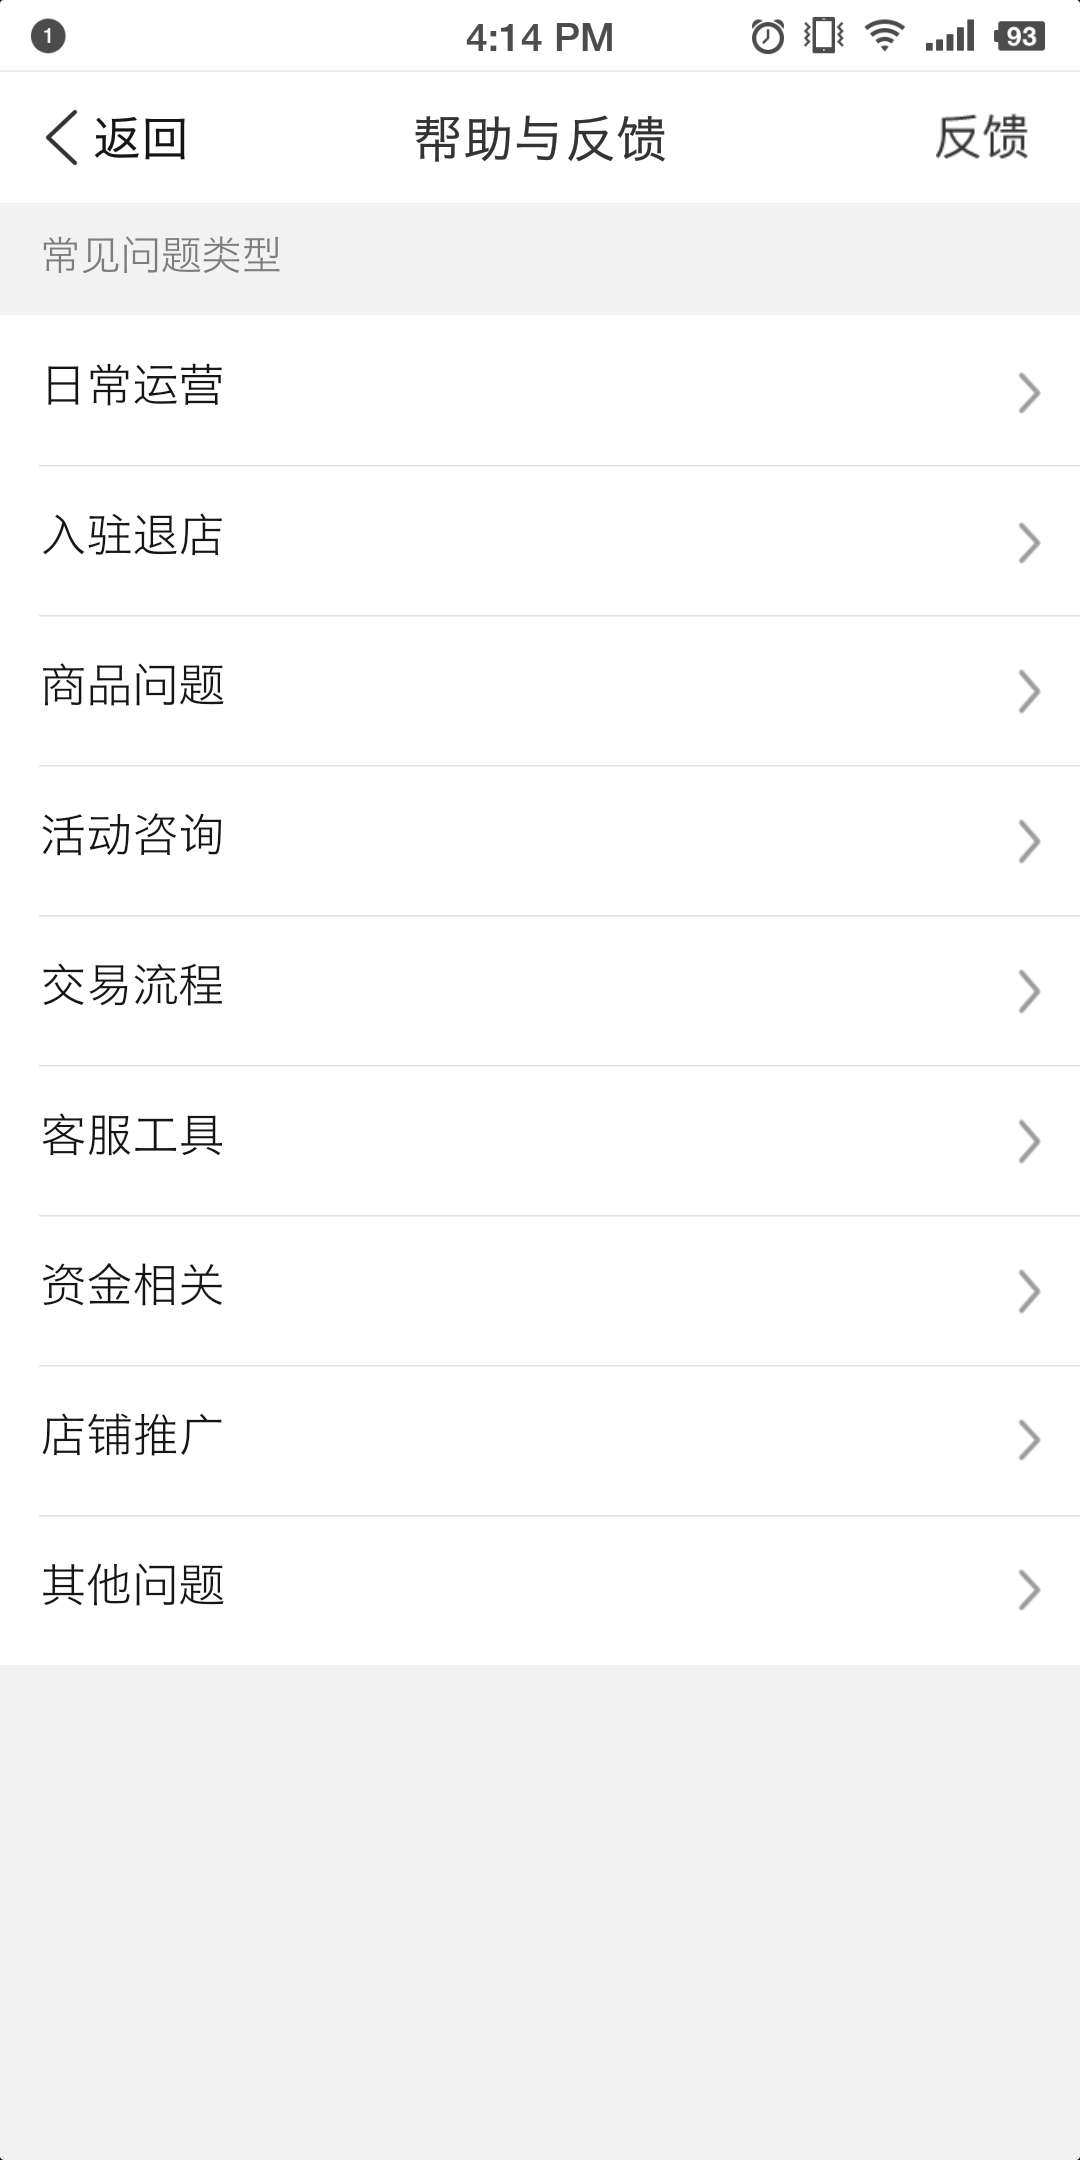 1
4:14 PM
93
返回
帮助与反馈
反馈
常见问题类型
日常运营
入驻退店
商品问题
活动咨询
交易流程
客服工具
资金相关
店铺推广
其他问题